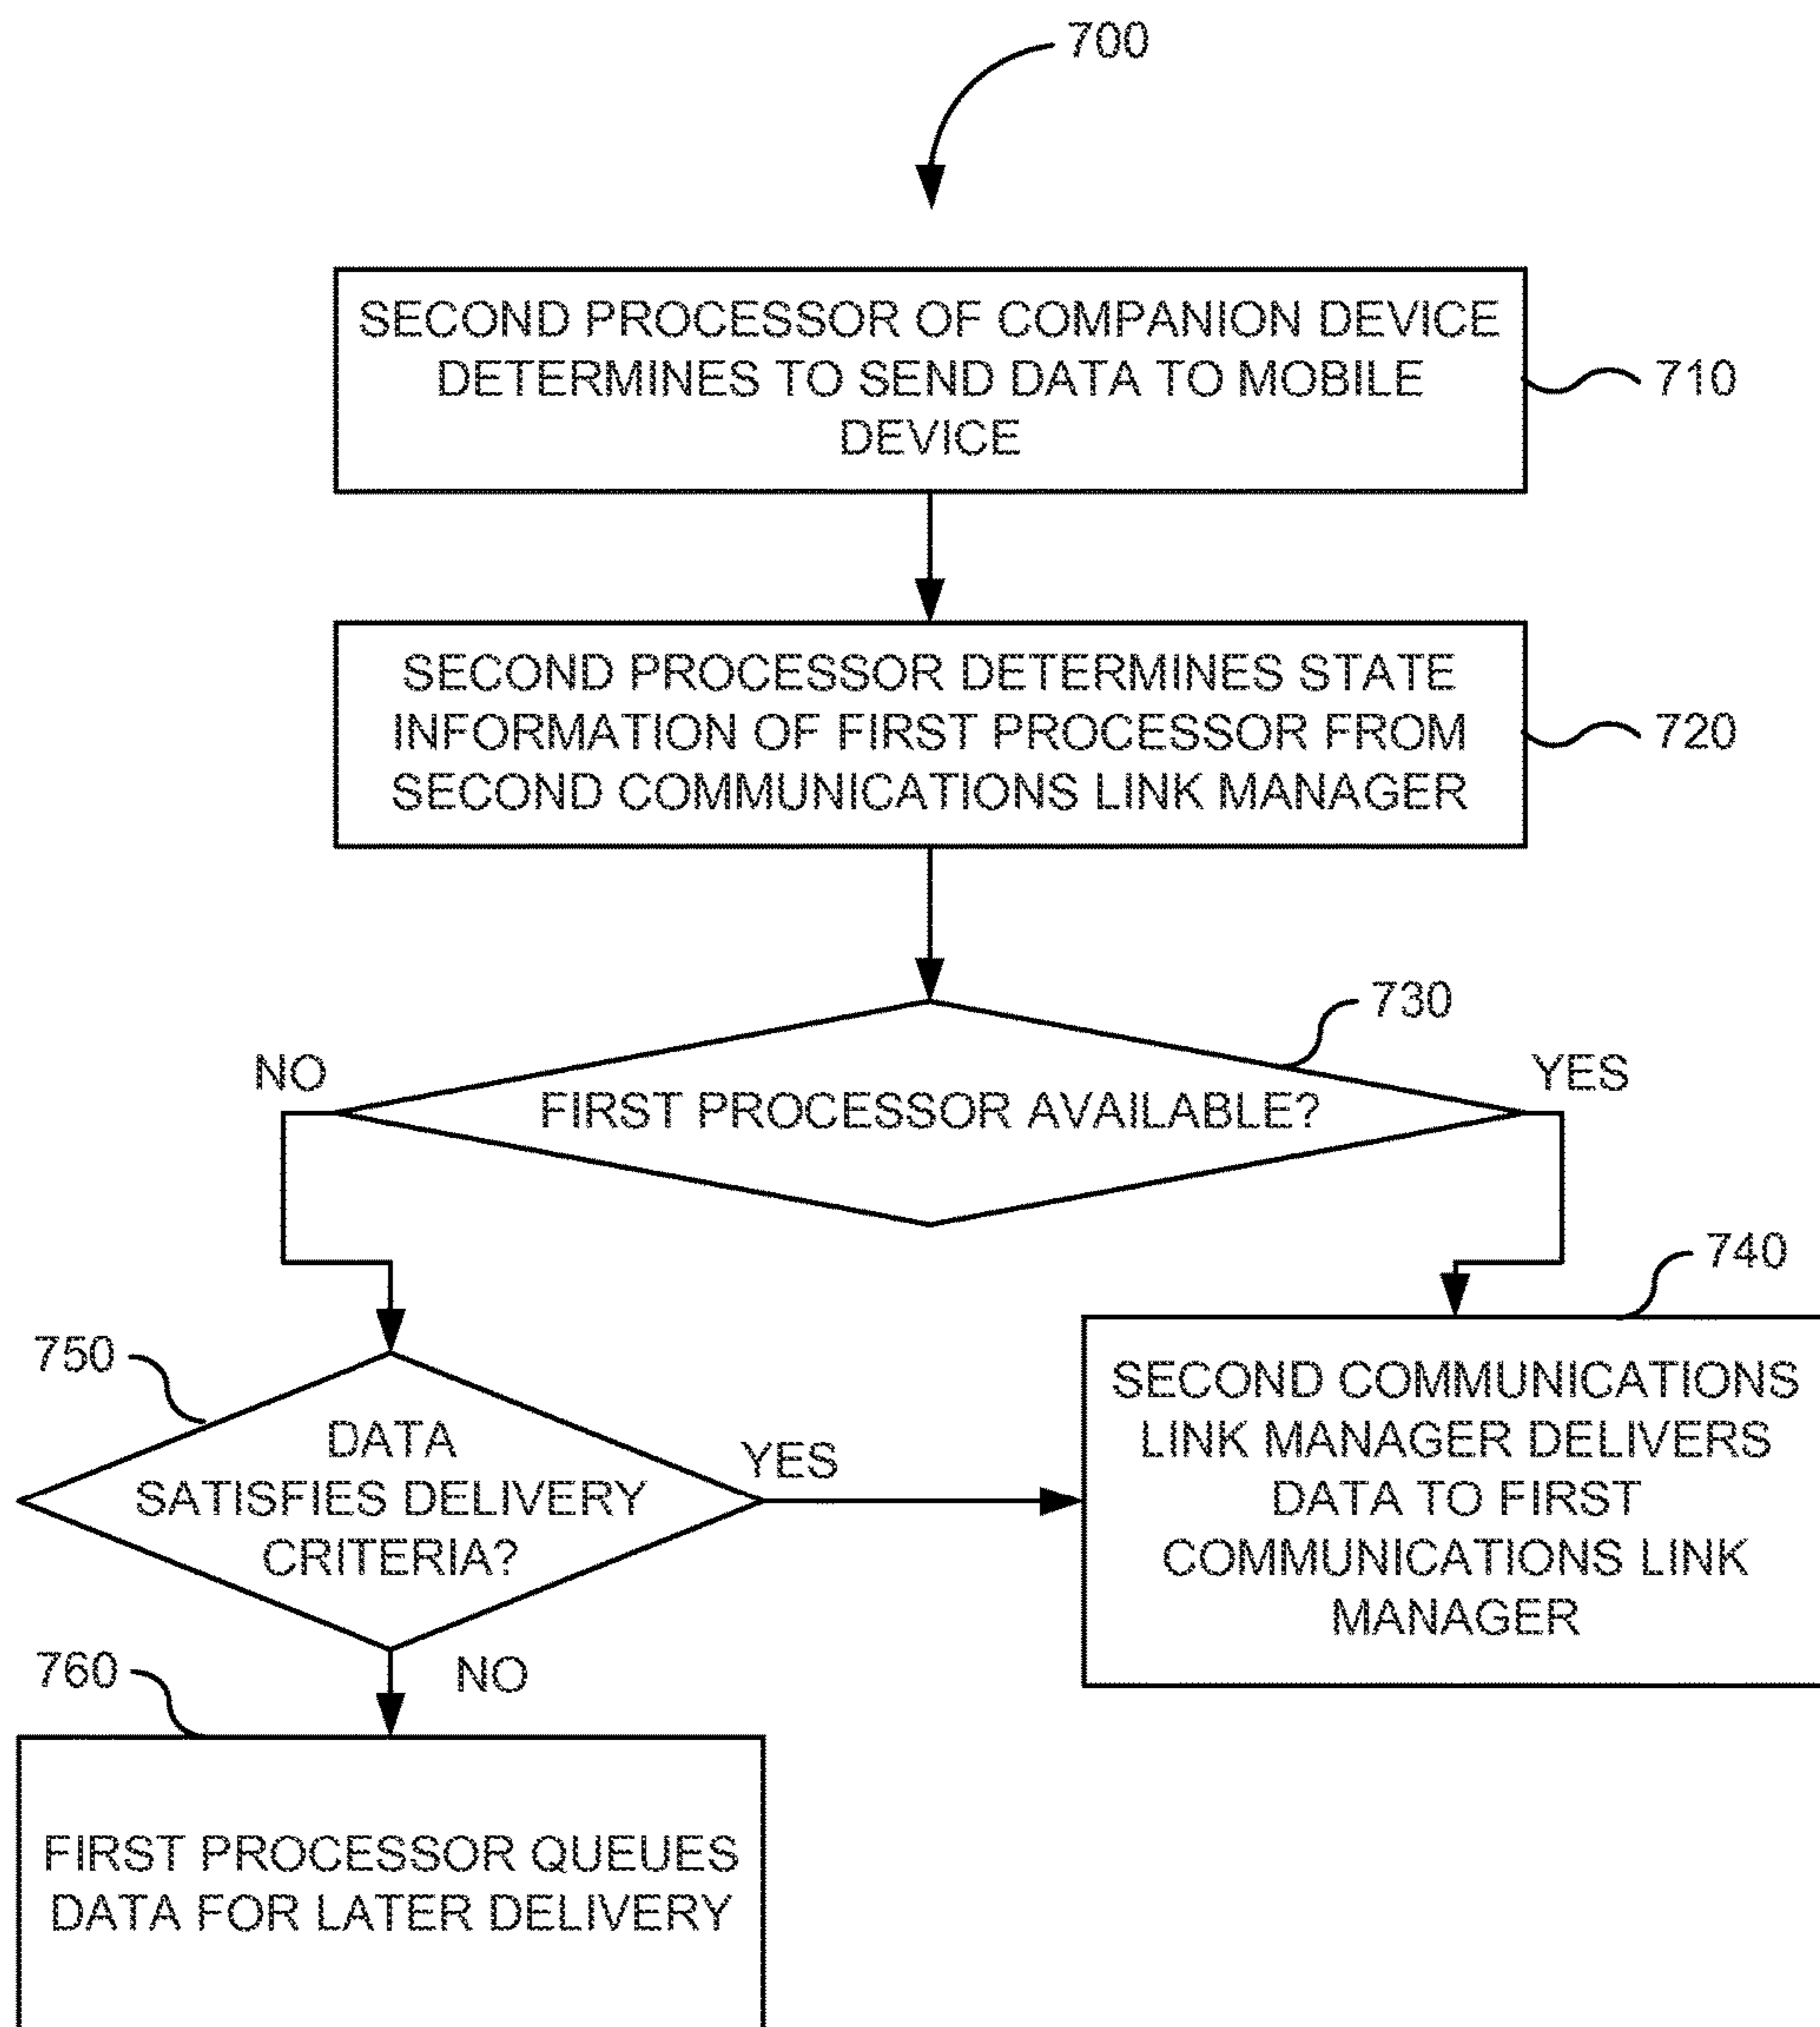 700
SECOND PROCESSOR OF COMPANION DEVICE
DETERMINES TO SEND DATA TO MOBILE
DEVICE
710
SECOND PROCESSOR DETERMINES STATE
INFORMATION OF FIRST PROCESSOR FROM
SECOND COMMUNICATIONS LINK MANAGER
720
730
NO
FIRST PROCESSOR AVAILABLE?
YES
740
750
DATA
SATISFIES DELIVERY
CRITERIA?
YES
SECOND COMMUNICATIONS
LINK MANAGER DELIVERS
DATA TO FIRST
COMMUNICATIONS LINK
MANAGER
760
NO
FIRST PROCESSOR QUEUES
DATA FOR LATER DELIVERY